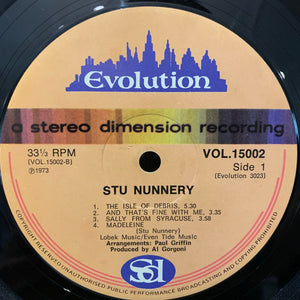 Evolution
a stereo dimension recording
33⅓ RPM
(VOL.15002-B)
℗1973
VOL.15002
Side 1
(Evolution 3023)
STU NUNNERY
1. THE ISLE OF DEBRIS, 5.30
2. AND THAT'S FINE WITH ME, 3.35
3. SALLY FROM SYRACUSE, 3.58
4. MADELEINE
(Stu Nunnery)
Lobek Music/Even Tide Music
Arrangements: Paul Griffin
Produced by Al Gorgoni
COPYRIGHT RESERVED UNAUTHORISED PUBLIC PERFORMANCE BROADCASTING AND COPYING PROHIBITED